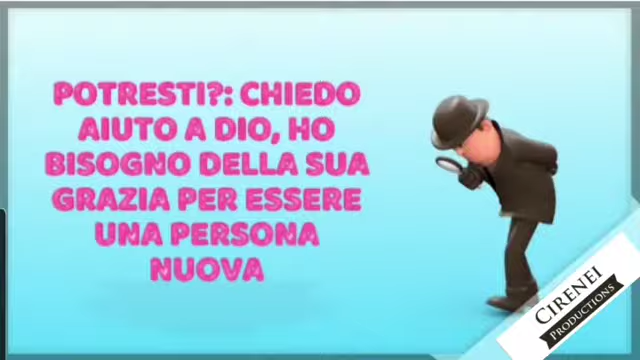 POTRESTI?: CHIEDO
AIUTO A DIO, HO
BISOGNO DELLA SUA
GRAZIA PER ESSERE
UNA PERSONA
NUOVA
CIRENEI
PRODUCTIONS